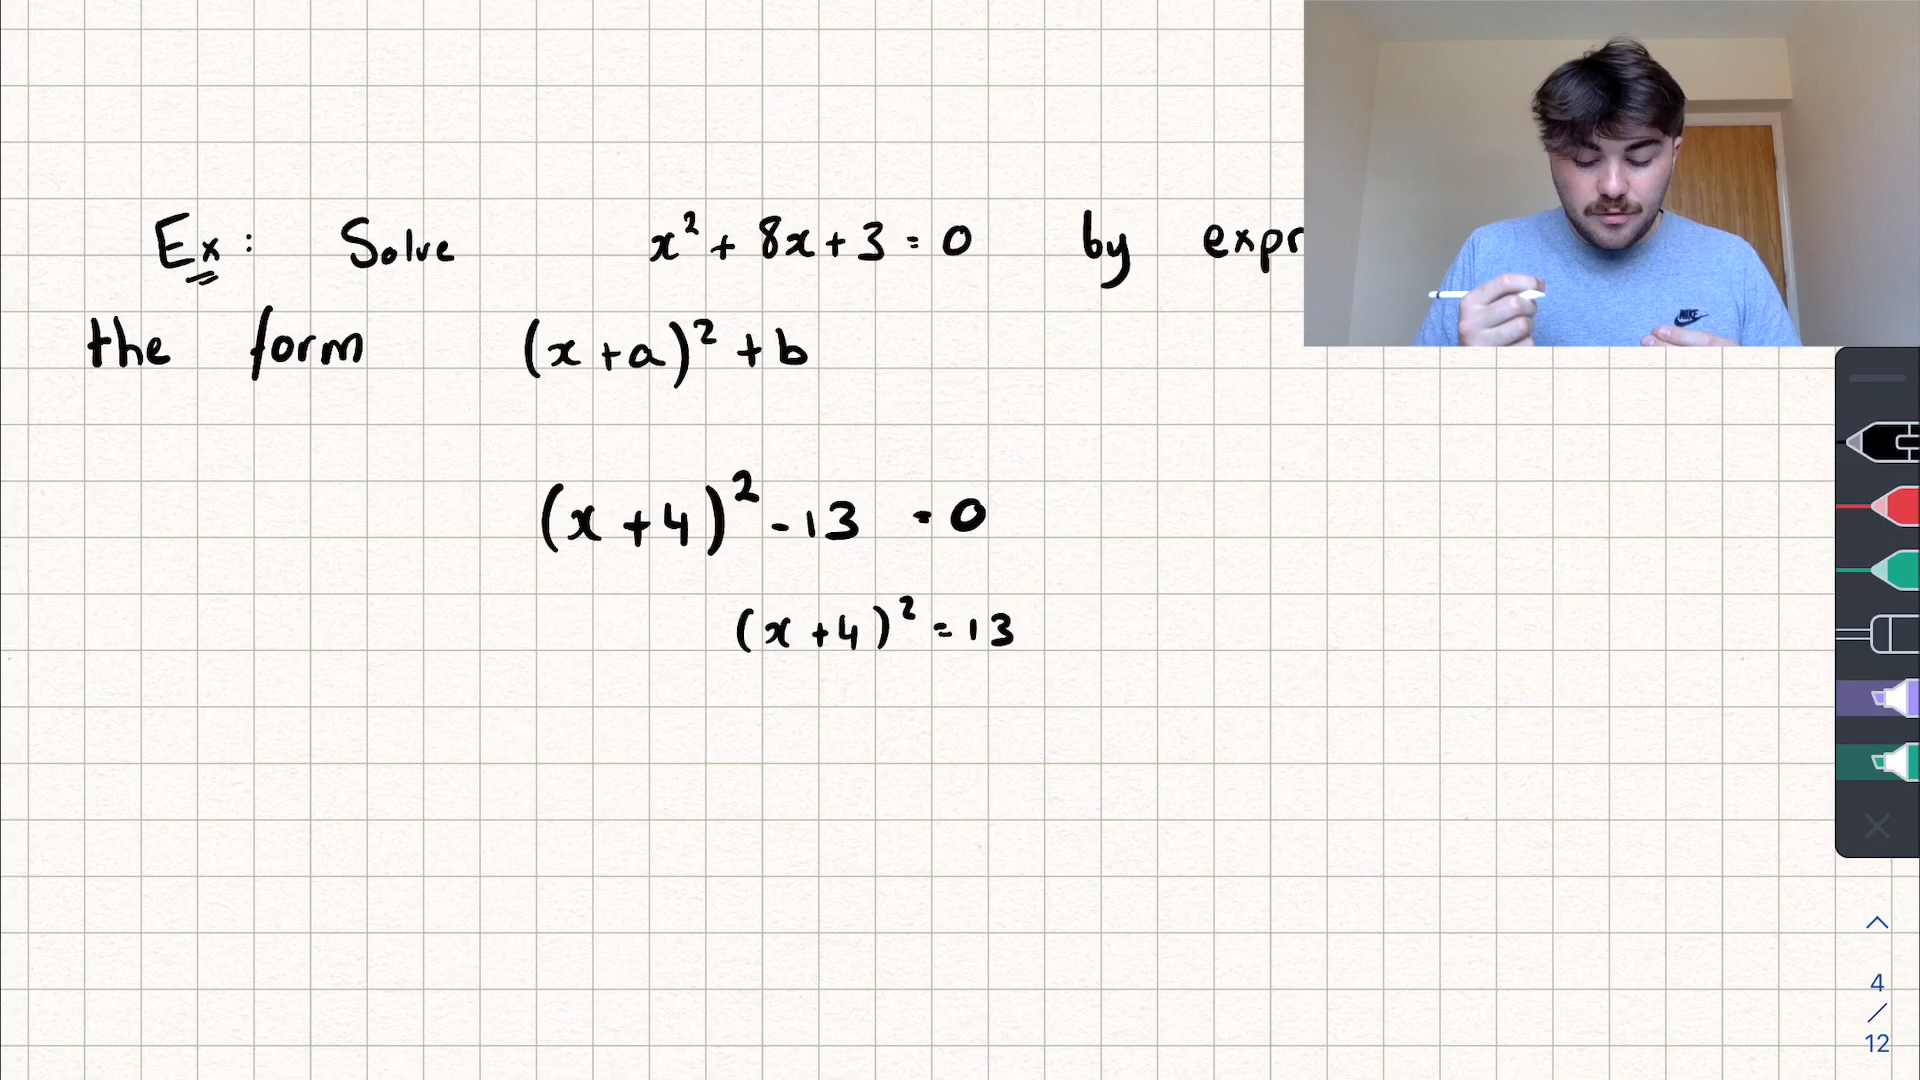 Ex: Solve x² + 8x + 3 = 0 by expr
the form (x + a)² + b
(x + 4)² - 13 = 0
(x + 4)² = 13
NIKE
4
/
12